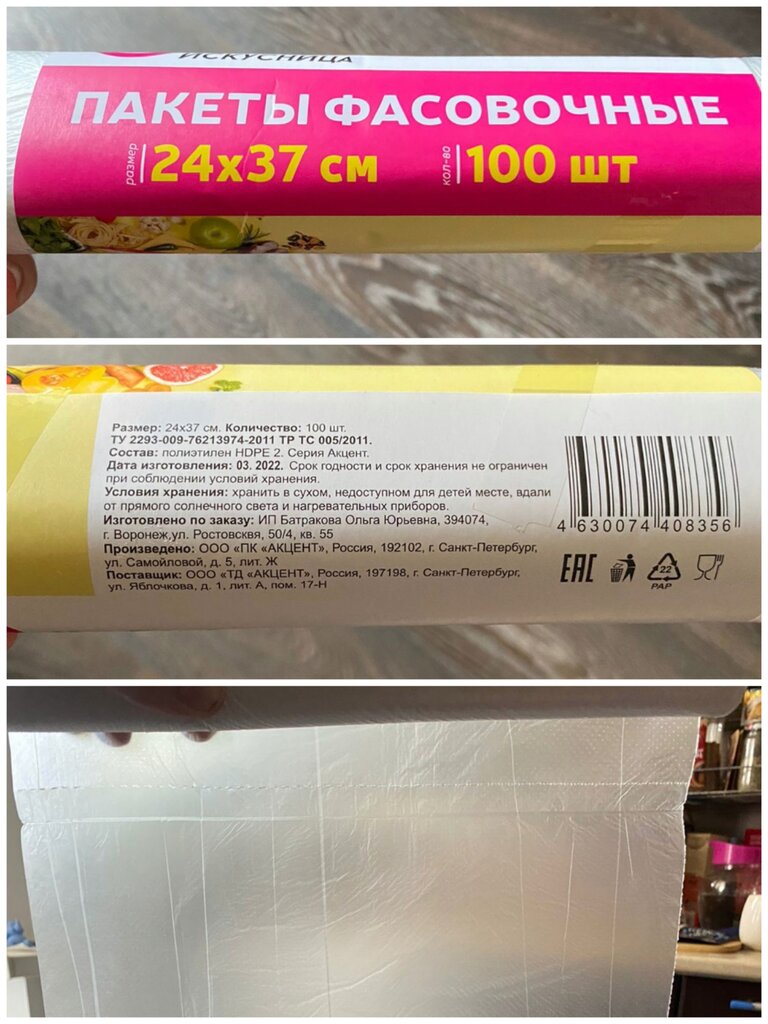 ИСКУСНИЦА
ПАКЕТЫ ФАСОВОЧНЫЕ
размер 24х37 см кол-во 100 шт
Размер: 24х37 см. Количество: 100 шт.
ТУ 2293-009-76213974-2011 ТР ТС 005/2011.
Состав: полиэтилен HDPE 2. Серия Акцент.
Дата изготовления: 03. 2022. Срок годности и срок хранения не ограничен
при соблюдении условий хранения.
Условия хранения: хранить в сухом, недоступном для детей месте, вдали
от прямого солнечного света и нагревательных приборов.
Изготовлено по заказу: ИП Батракова Ольга Юрьевна, 394074,
г. Воронеж,ул. Ростовсквя, 50/4, кв. 55
Произведено: ООО «ПК «АКЦЕНТ», Россия, 192102, г. Санкт-Петербург,
ул. Самойловой, д. 5, лит. Ж
Поставщик: ООО «ТД «АКЦЕНТ», Россия, 197198, г. Санкт-Петербург,
ул. Яблочкова, д. 1, лит. А, пом. 17-Н
4 630074 408356
EAC
22
PAP